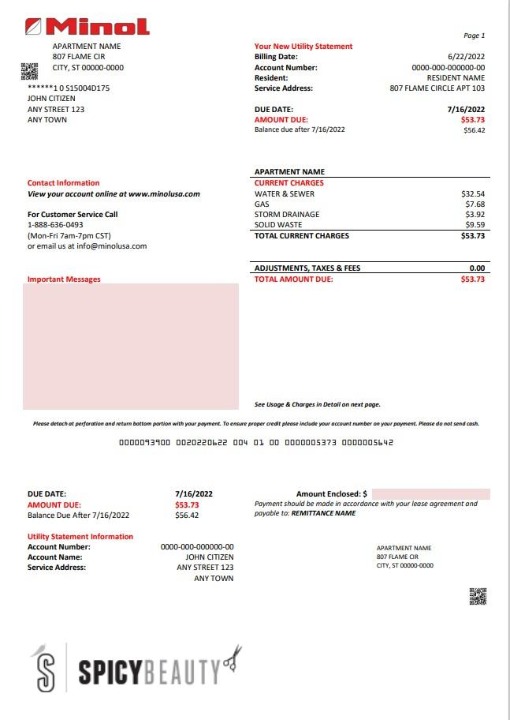 Minol
Page 1
APARTMENT NAME
807 FLAME CIR
CITY, ST 00000-0000
******1 0 S15004D175
JOHN CITIZEN
ANY STREET 123
ANY TOWN
Your New Utility Statement
Billing Date: 6/22/2022
Account Number: 0000-000-000000-00
Resident: RESIDENT NAME
Service Address: 807 FLAME CIRCLE APT 103
DUE DATE: 7/16/2022
AMOUNT DUE: $53.73
Balance due after 7/16/2022 $56.42
Contact Information
View your account online at www.minolusa.com
For Customer Service Call
1-888-636-0493
(Mon-Fri 7am-7pm CST)
or email us at info@minolusa.com
APARTMENT NAME
CURRENT CHARGES
WATER & SEWER $32.54
GAS $7.68
STORM DRAINAGE $3.92
SOLID WASTE $9.59
TOTAL CURRENT CHARGES $53.73
ADJUSTMENTS, TAXES & FEES 0.00
TOTAL AMOUNT DUE: $53.73
Important Messages
See Usage & Charges in Detail on next page.
Please detach at perforation and return bottom portion with your payment. To ensure proper credit please include your account number on your payment. Please do not send cash.
0000093900 0020220622 004 01 00 0000005373 0000005642
DUE DATE: 7/16/2022
AMOUNT DUE: $53.73
Balance Due After 7/16/2022 $56.42
Amount Enclosed: $
Payment should be made in accordance with your lease agreement and
payable to: REMITTANCE NAME
Utility Statement Information
Account Number: 0000-000-000000-00
Account Name: JOHN CITIZEN
Service Address: ANY STREET 123
ANY TOWN
APARTMENT NAME
807 FLAME CIR
CITY, ST 00000-0000
S SPICYBEAUTY